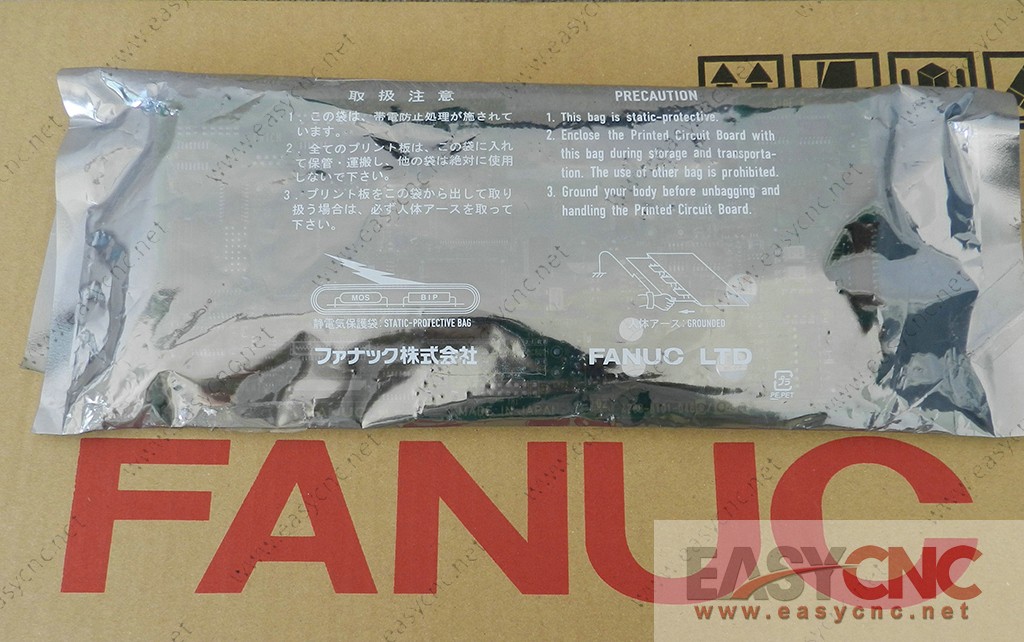 取扱注意
1．この袋は、帯電防止処理が施されて
います。
2．全てのプリント板は、この袋に入れ
て保管・運搬し、他の袋は絶対に使用
しないで下さい。
3．プリント板をこの袋から出して取り
扱う場合は、必ず人体アースを取って
下さい。
PRECAUTION
1. This bag is static-protective.
2. Enclose the Printed Circuit Board with
this bag during storage and transporta-
tion. The use of other bag is prohibited.
3. Ground your body before unbagging and
handling the Printed Circuit Board.
MOS BIP
静電気保護袋:STATIC-PROTECTIVE BAG
人体アース:GROUNDED
ファナック株式会社
FANUC LTD
プラ
PE,PET
MADE IN JAPAN
FANUC
EASYCNC
www.easycnc.net